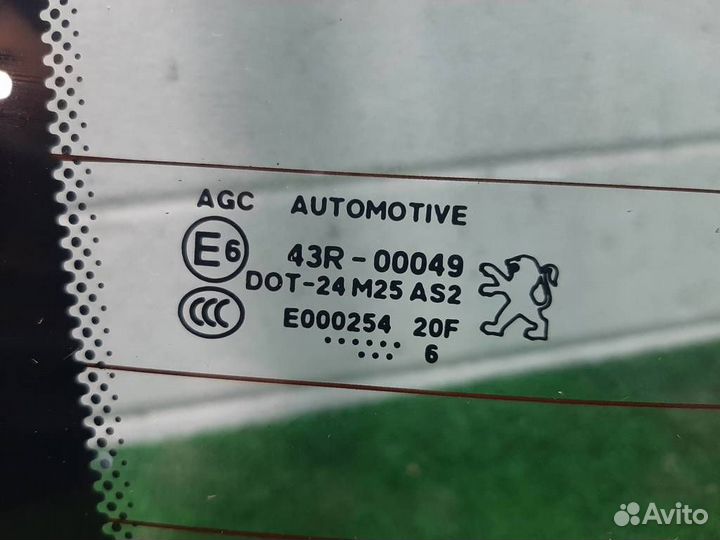 AGC AUTOMOTIVE
E6 43R-00049
DOT-24 M25 AS2
CCC E000254 20F
6
Avito